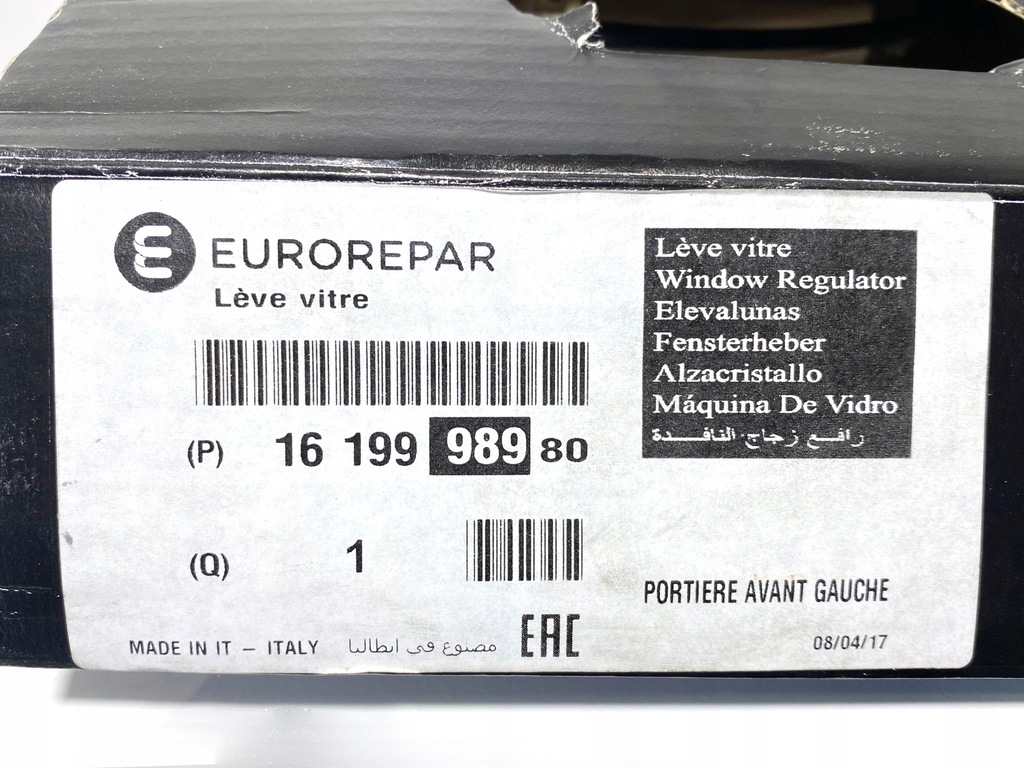 EUROREPAR
Lève vitre
(P) 16 199 989 80
(Q) 1
MADE IN IT - ITALY مصنوع في ايطاليا EAC
Lève vitre
Window Regulator
Elevalunas
Fensterheber
Alzacristallo
Máquina De Vidro
رافع زجاج النافذة
PORTIERE AVANT GAUCHE
08/04/17